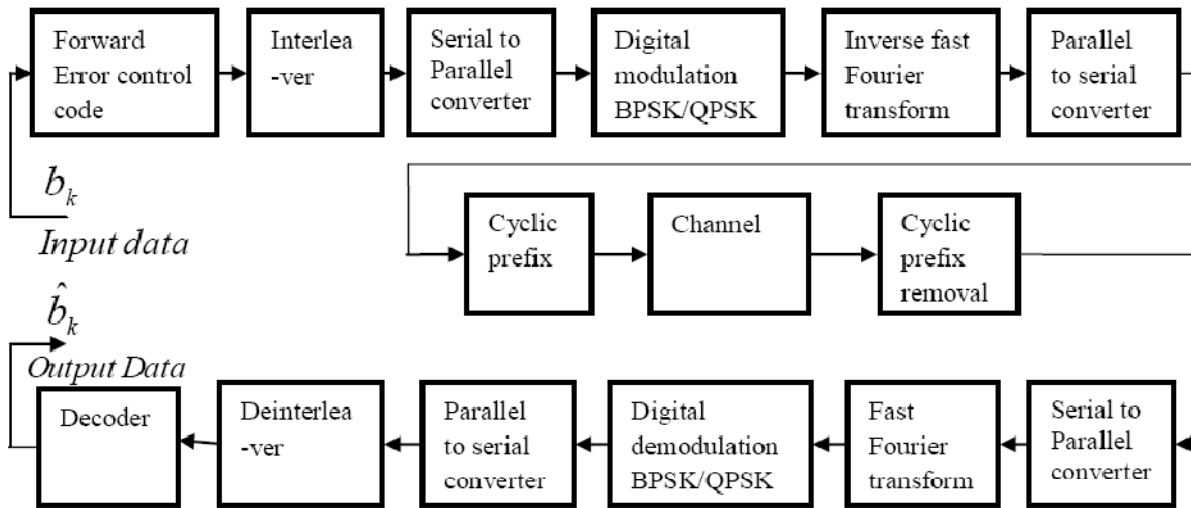 Forward
Error control
code
Interlea
-ver
Serial to
Parallel
converter
Digital
modulation
BPSK/QPSK
Inverse fast
Fourier
transform
Parallel
to serial
converter
b_k
Input data
Cyclic
prefix
Channel
Cyclic
prefix
removal
b̂_k
Output Data
Decoder
Deinterlea
-ver
Parallel
to serial
converter
Digital
demodulation
BPSK/QPSK
Fast
Fourier
transform
Serial to
Parallel
converter